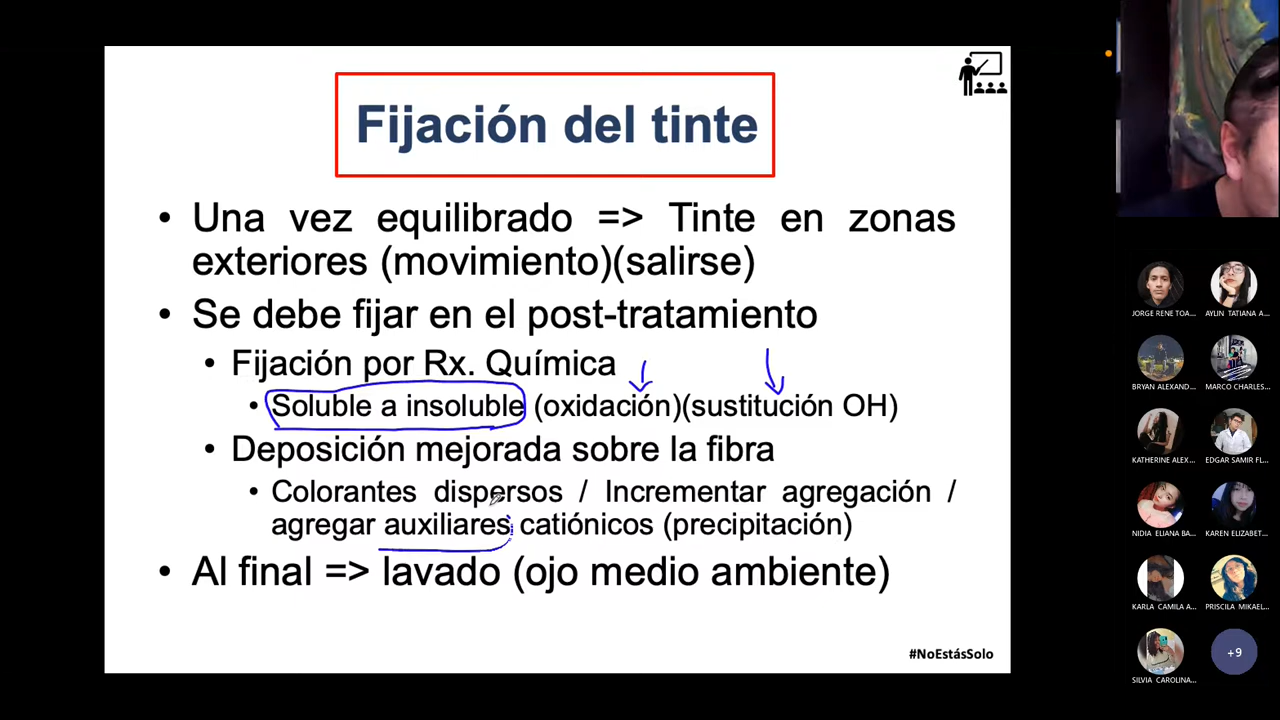 Fijación del tinte
• Una vez equilibrado => Tinte en zonas
exteriores (movimiento)(salirse)
• Se debe fijar en el post-tratamiento
• Fijación por Rx. Química
• Soluble a insoluble (oxidación)(sustitución OH)
• Deposición mejorada sobre la fibra
• Colorantes dispersos / Incrementar agregación /
agregar auxiliares catiónicos (precipitación)
• Al final => lavado (ojo medio ambiente)
#NoEstásSolo
JORGE RENE TOA...
AYLIN TATIANA A...
BRYAN ALEXAND...
MARCO CHARLES...
KATHERINE ALEX...
EDGAR SAMIR FL...
NIDIA ELIANA BA...
KAREN ELIZABET...
KARLA CAMILA A...
PRISCILA MIKAEL...
SILVIA CAROLINA...
+9